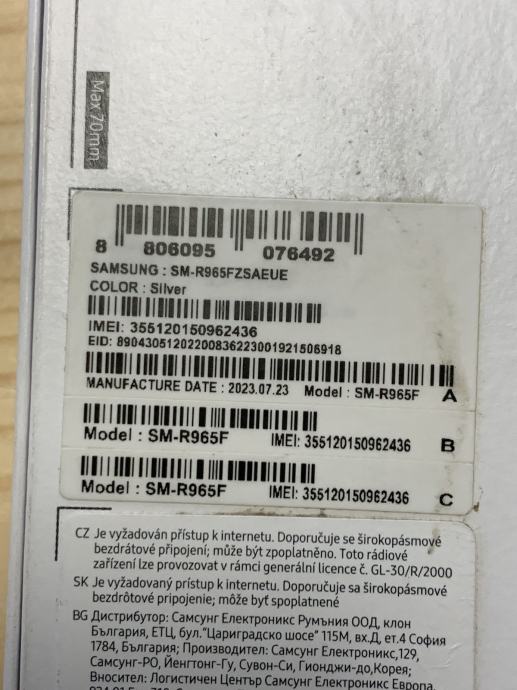 Max 70mm
8 806095 076492
SAMSUNG : SM-R965FZSAEUE
COLOR : Silver
IMEI: 355120150962436
EID: 89043051202200836223001921506918
MANUFACTURE DATE : 2023.07.23 Model : SM-R965F A
Model : SM-R965F IMEI: 355120150962436 B
Model : SM-R965F IMEI: 355120150962436 C
CZ Je vyžadován přístup k internetu. Doporučuje se širokopásmové
bezdrátové připojení; může být zpoplatněno. Toto rádiové
zařízení lze provozovat v rámci generální licence č. GL-30/R/2000
SK Je vyžadovaný prístup k internetu. Doporučuje sa širokopásmové
bezdrôtové pripojenie; môže byť spoplatnené
BG Дистрибутор: Самсунг Електроникс Румъния ООД, клон
България, ЕТЦ, бул."Цариградско шосе" 115М, вх.Д, ет.4 София
1784, България; Производител: Самсунг Електроникс,129,
Самсунг-РО, Йенгтонг-Гу, Сувон-Си, Гионджи-до,Корея;
Вносител: Логистичен Център Самсунг Електроникс Европа